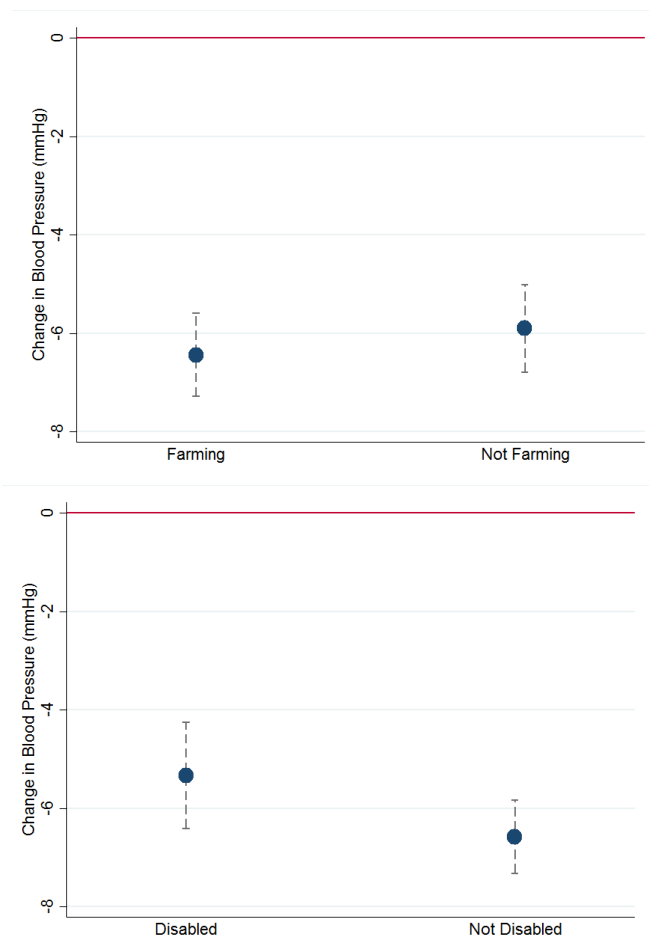 Change in Blood Pressure (mmHg)
0
-2
-4
-6
-8
Farming Not Farming
Change in Blood Pressure (mmHg)
0
-2
-4
-6
-8
Disabled Not Disabled